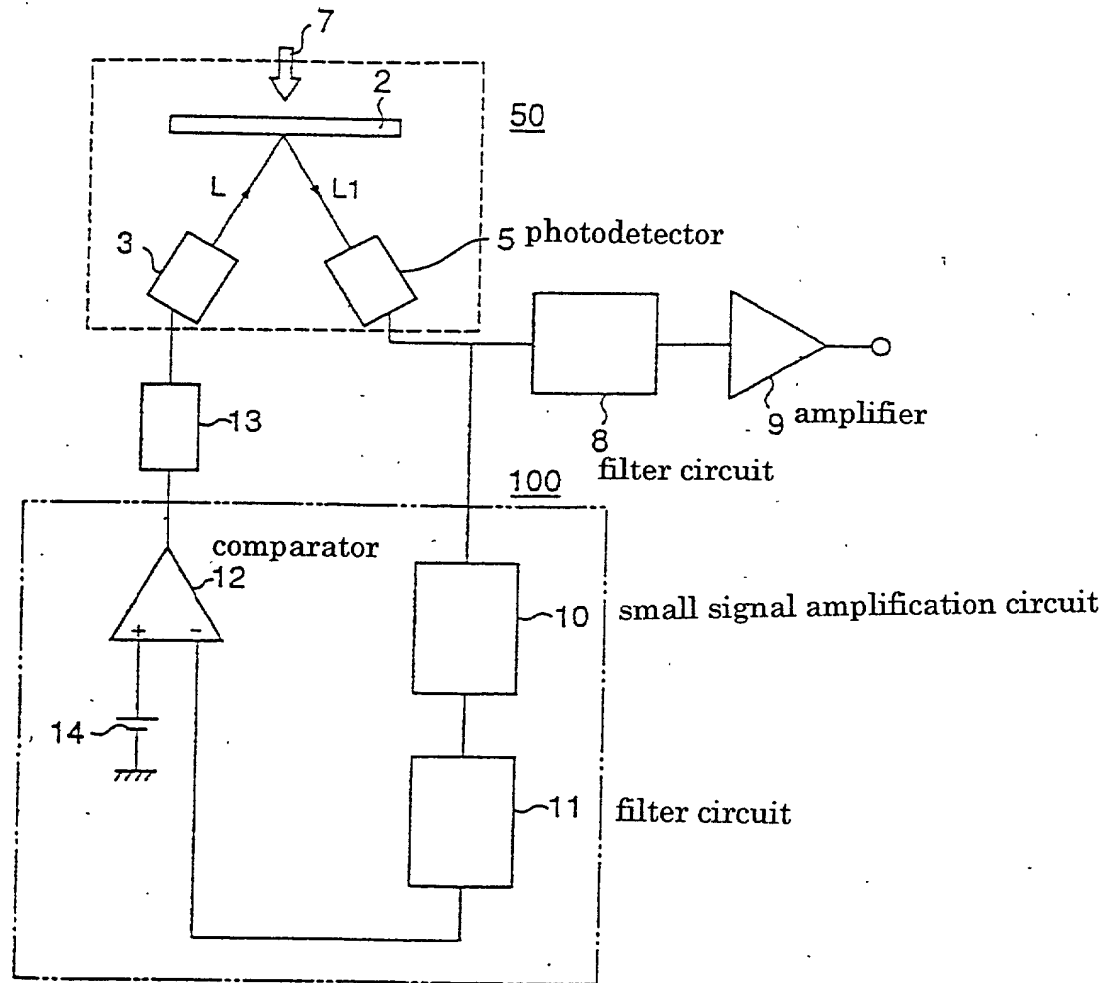 7
2
50
L
L1
3
5 photodetector
13
8
filter circuit
9 amplifier
100
comparator
12
+
-
10 small signal amplification circuit
14
11 filter circuit